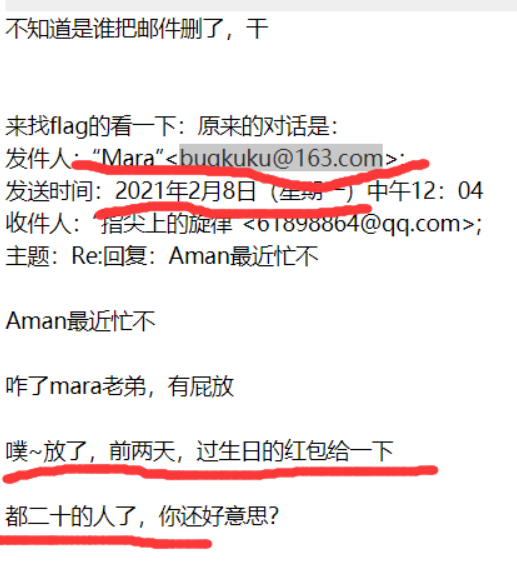 不知道是谁把邮件删了，干
来找flag的看一下：原来的对话是：
发件人：“Mara”<bugkuku@163.com>;
发送时间：2021年2月8日（星期一）中午12：04
收件人：“指尖上的旋律”<61898864@qq.com>;
主题：Re:回复：Aman最近忙不
Aman最近忙不
咋了mara老弟，有屁放
噗~放了，前两天，过生日的红包给一下
都二十的人了，你还好意思？